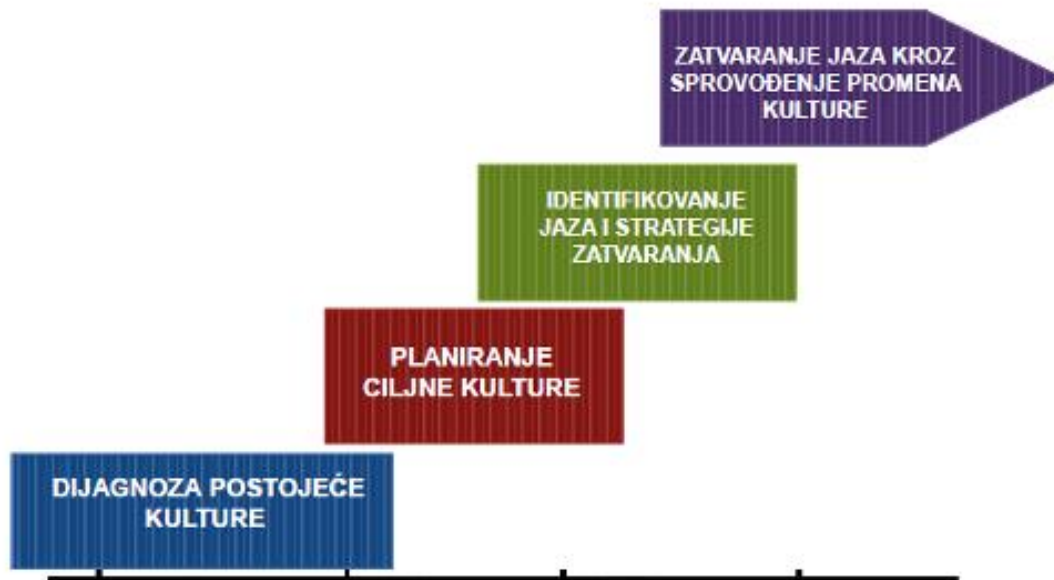 ZATVARANJE JAZA KROZ
SPROVOĐENJE PROMENA
KULTURE
IDENTIFIKOVANJE
JAZA I STRATEGIJE
ZATVARANJA
PLANIRANJE
CILJNE KULTURE
DIJAGNOZA POSTOJEĆE
KULTURE